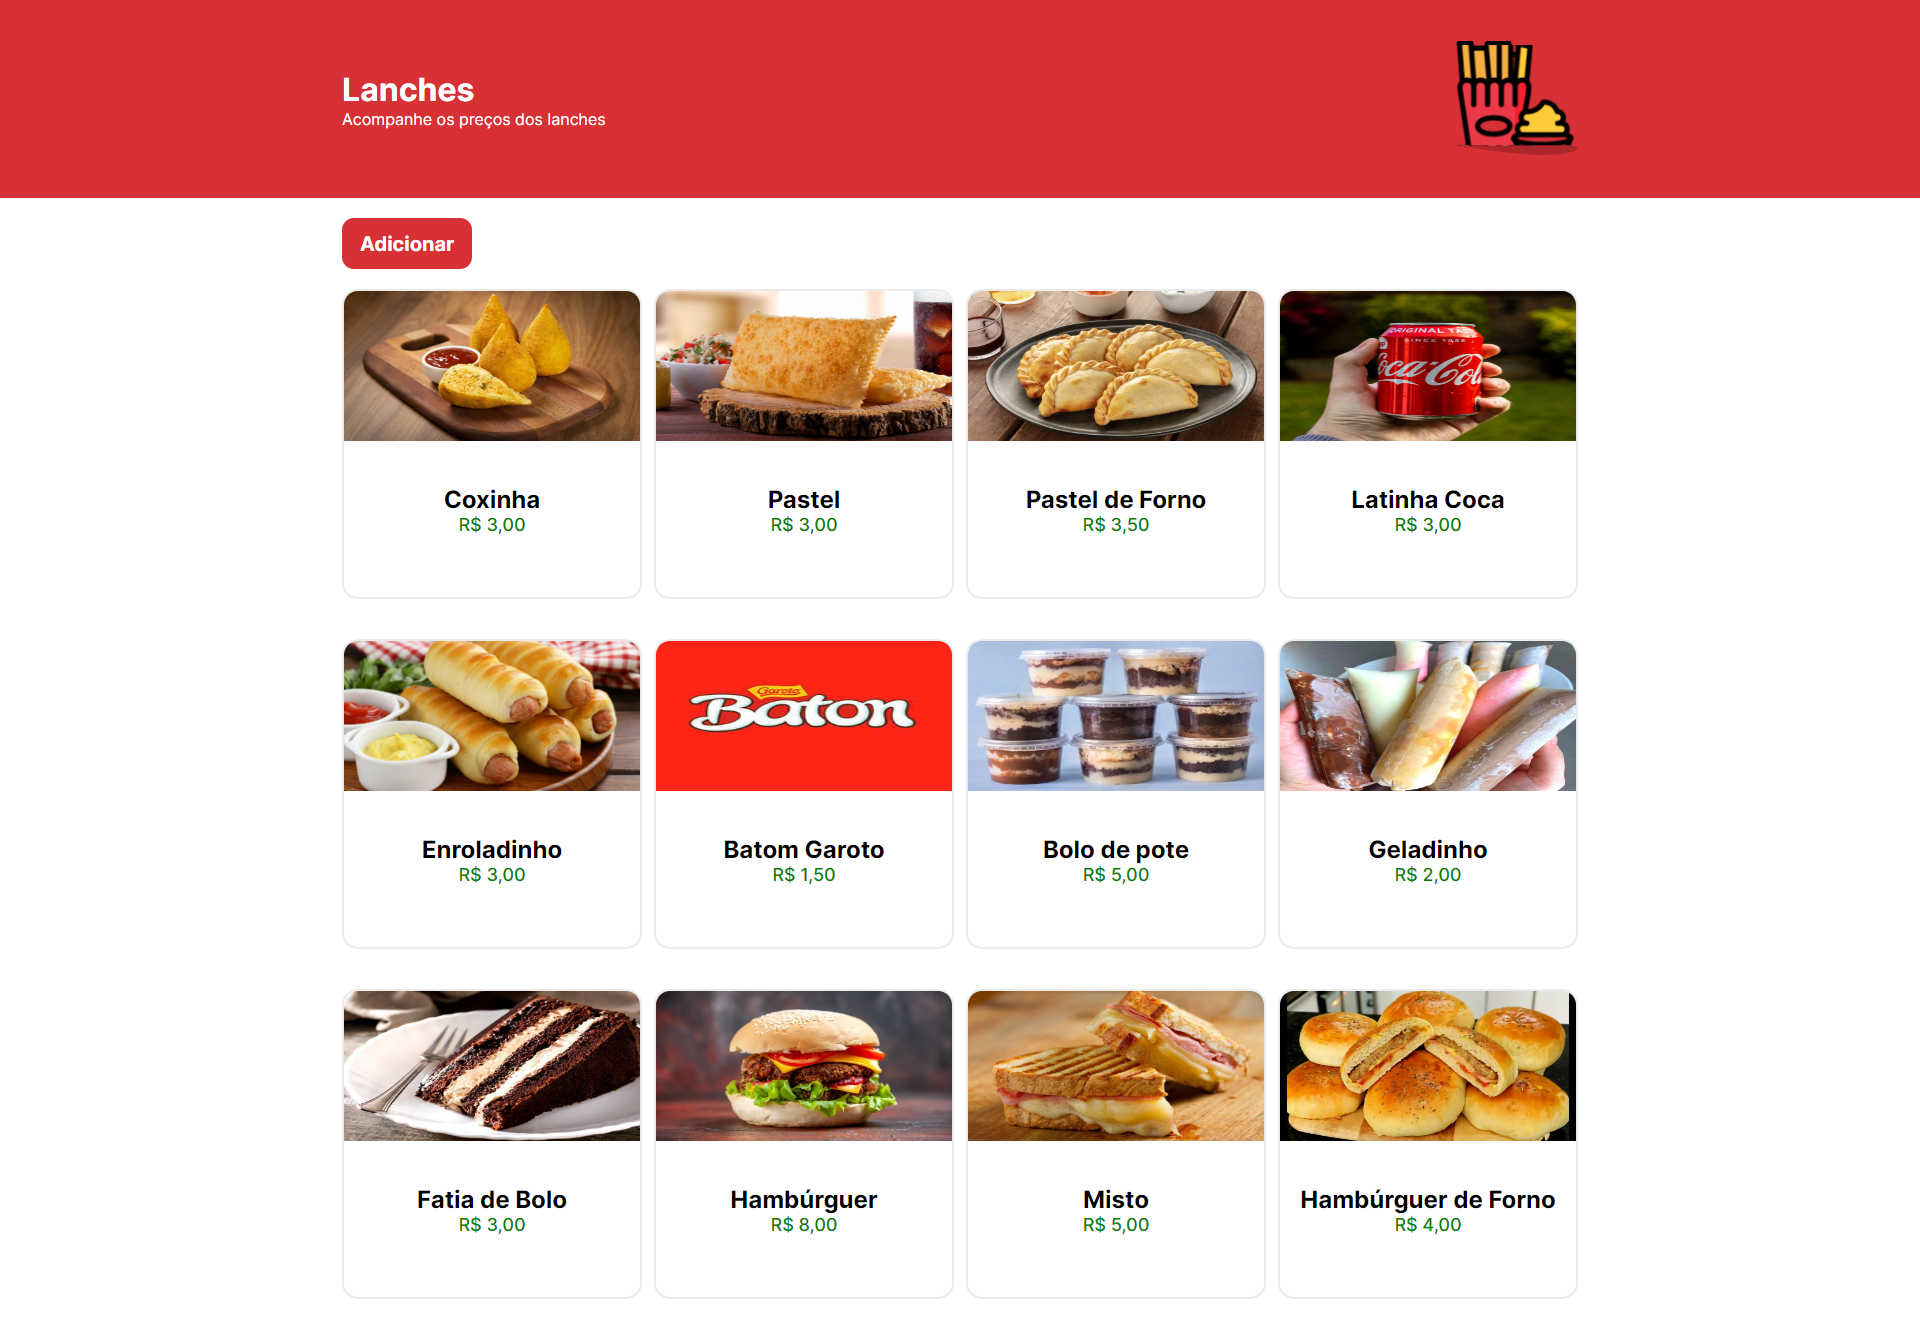 Lanches
Acompanhe os preços dos lanches
Adicionar
ORIGINAL TAS
SINCE 1886
oca-Col
Coxinha
R$ 3,00
Pastel
R$ 3,00
Pastel de Forno
R$ 3,50
Latinha Coca
R$ 3,00
Garoto
Baton
Enroladinho
R$ 3,00
Batom Garoto
R$ 1,50
Bolo de pote
R$ 5,00
Geladinho
R$ 2,00
Fatia de Bolo
R$ 3,00
Hambúrguer
R$ 8,00
Misto
R$ 5,00
Hambúrguer de Forno
R$ 4,00